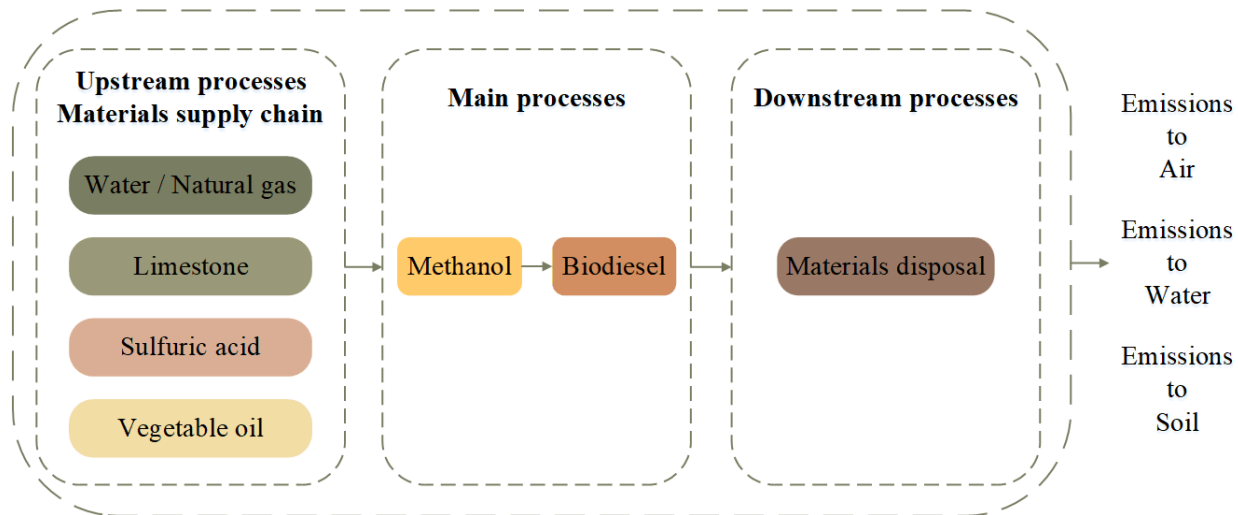 Upstream processes
Materials supply chain
Water / Natural gas
Limestone
Sulfuric acid
Vegetable oil
Main processes
Methanol
Biodiesel
Downstream processes
Materials disposal
Emissions
to
Air
Emissions
to
Water
Emissions
to
Soil